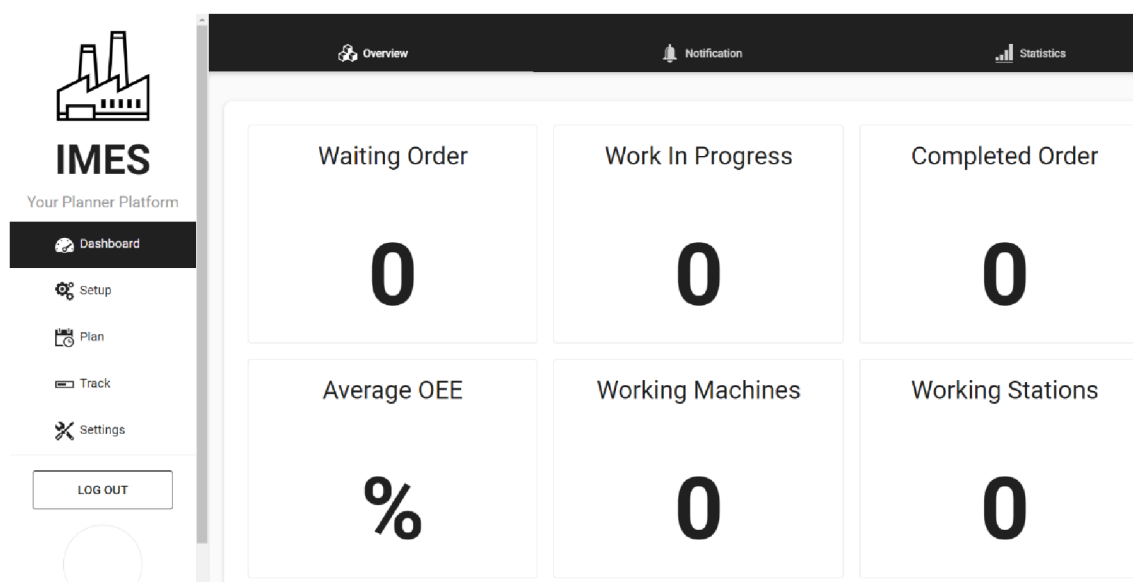 IMES
Your Planner Platform
Dashboard
Setup
Plan
Track
Settings
LOG OUT
Overview
Notification
Statistics
Waiting Order
0
Work In Progress
0
Completed Order
0
Average OEE
%
Working Machines
0
Working Stations
0